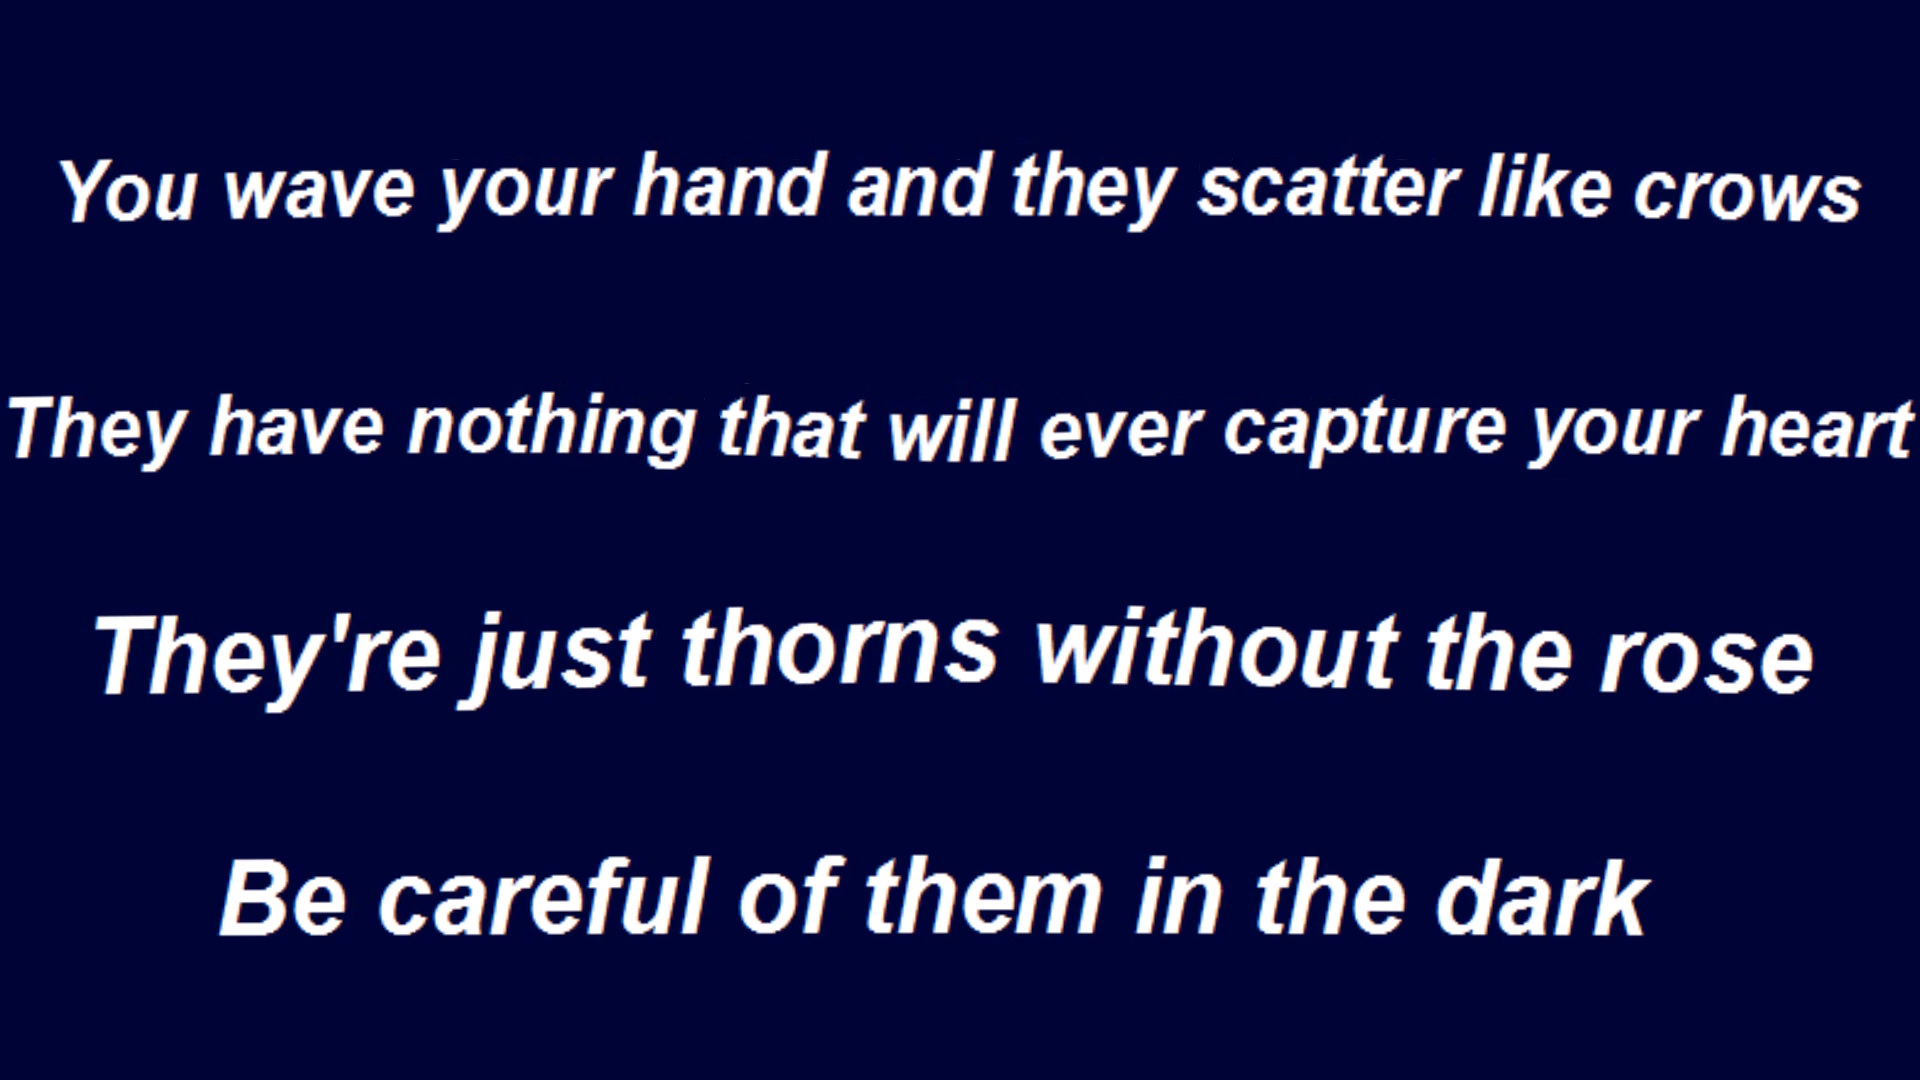 You wave your hand and they scatter like crows
They have nothing that will ever capture your heart
They're just thorns without the rose
Be careful of them in the dark